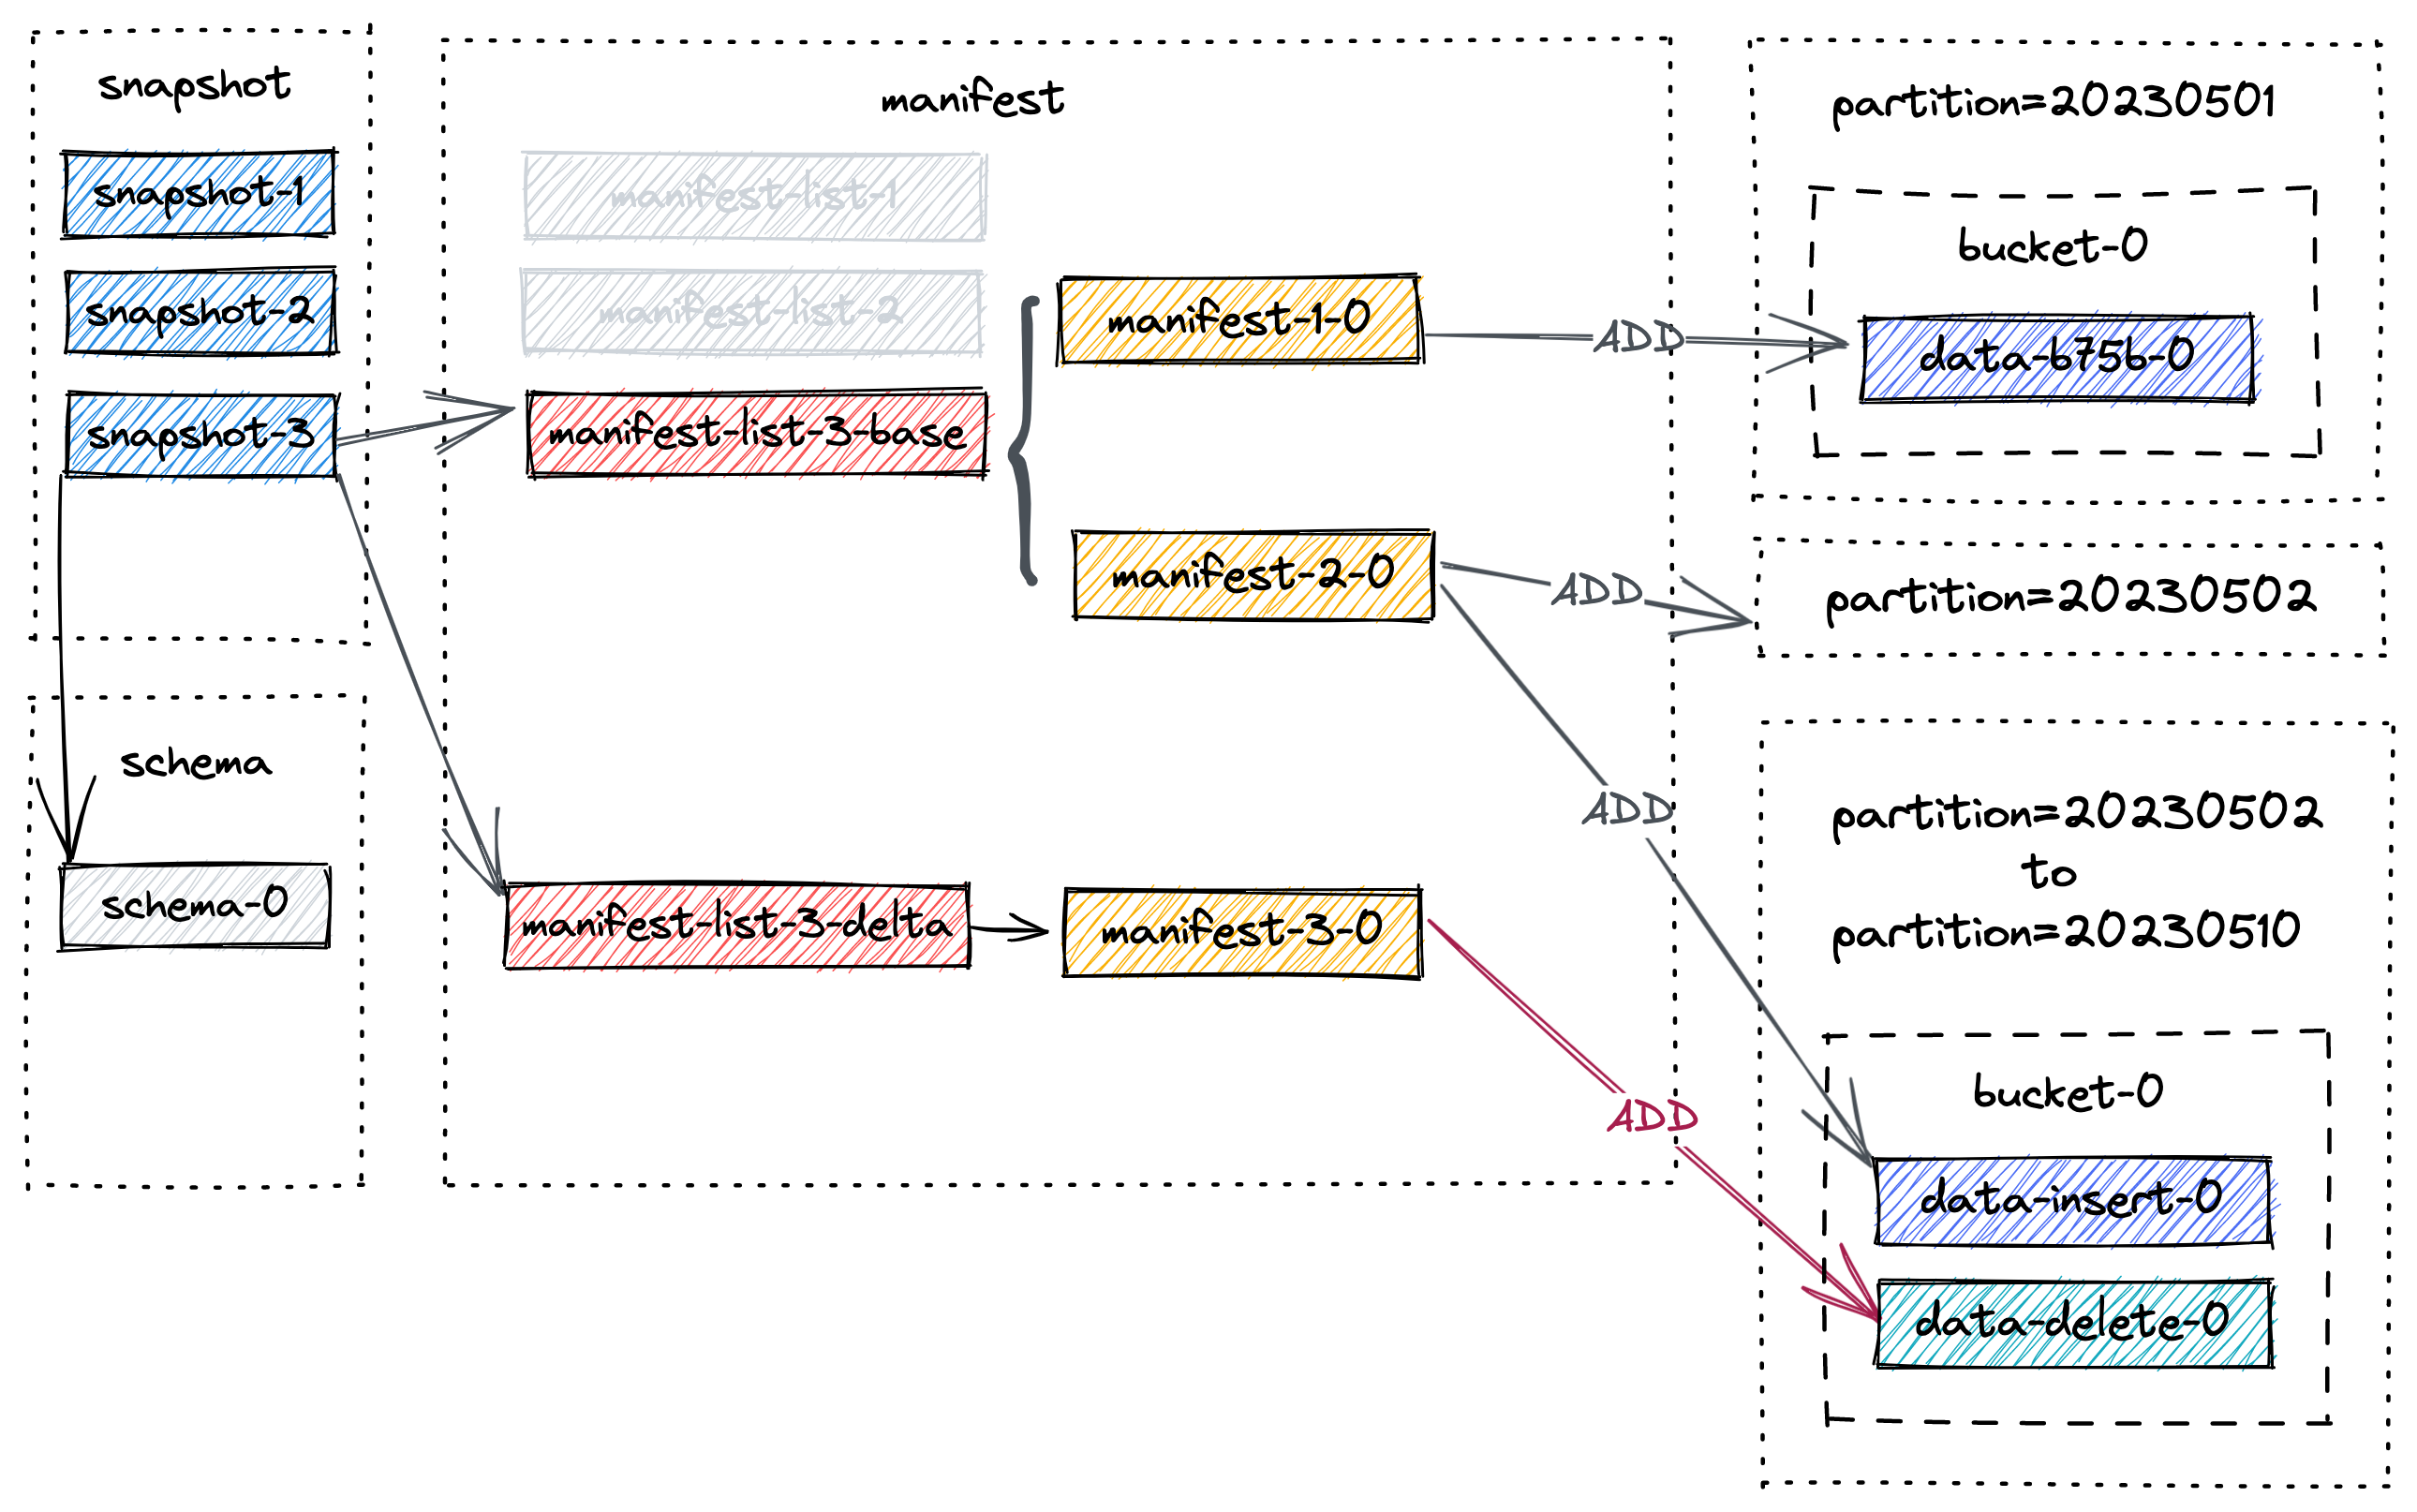 snapshot
snapshot-1
snapshot-2
snapshot-3
schema
schema-0
manifest
manifest-list-1
manifest-list-2
manifest-list-3-base
manifest-1-0
manifest-2-0
manifest-list-3-delta
manifest-3-0
ADD
ADD
ADD
ADD
partition=20230501
bucket-0
data-b75b-0
partition=20230502
partition=20230502
to
partition=20230510
bucket-0
data-insert-0
data-delete-0